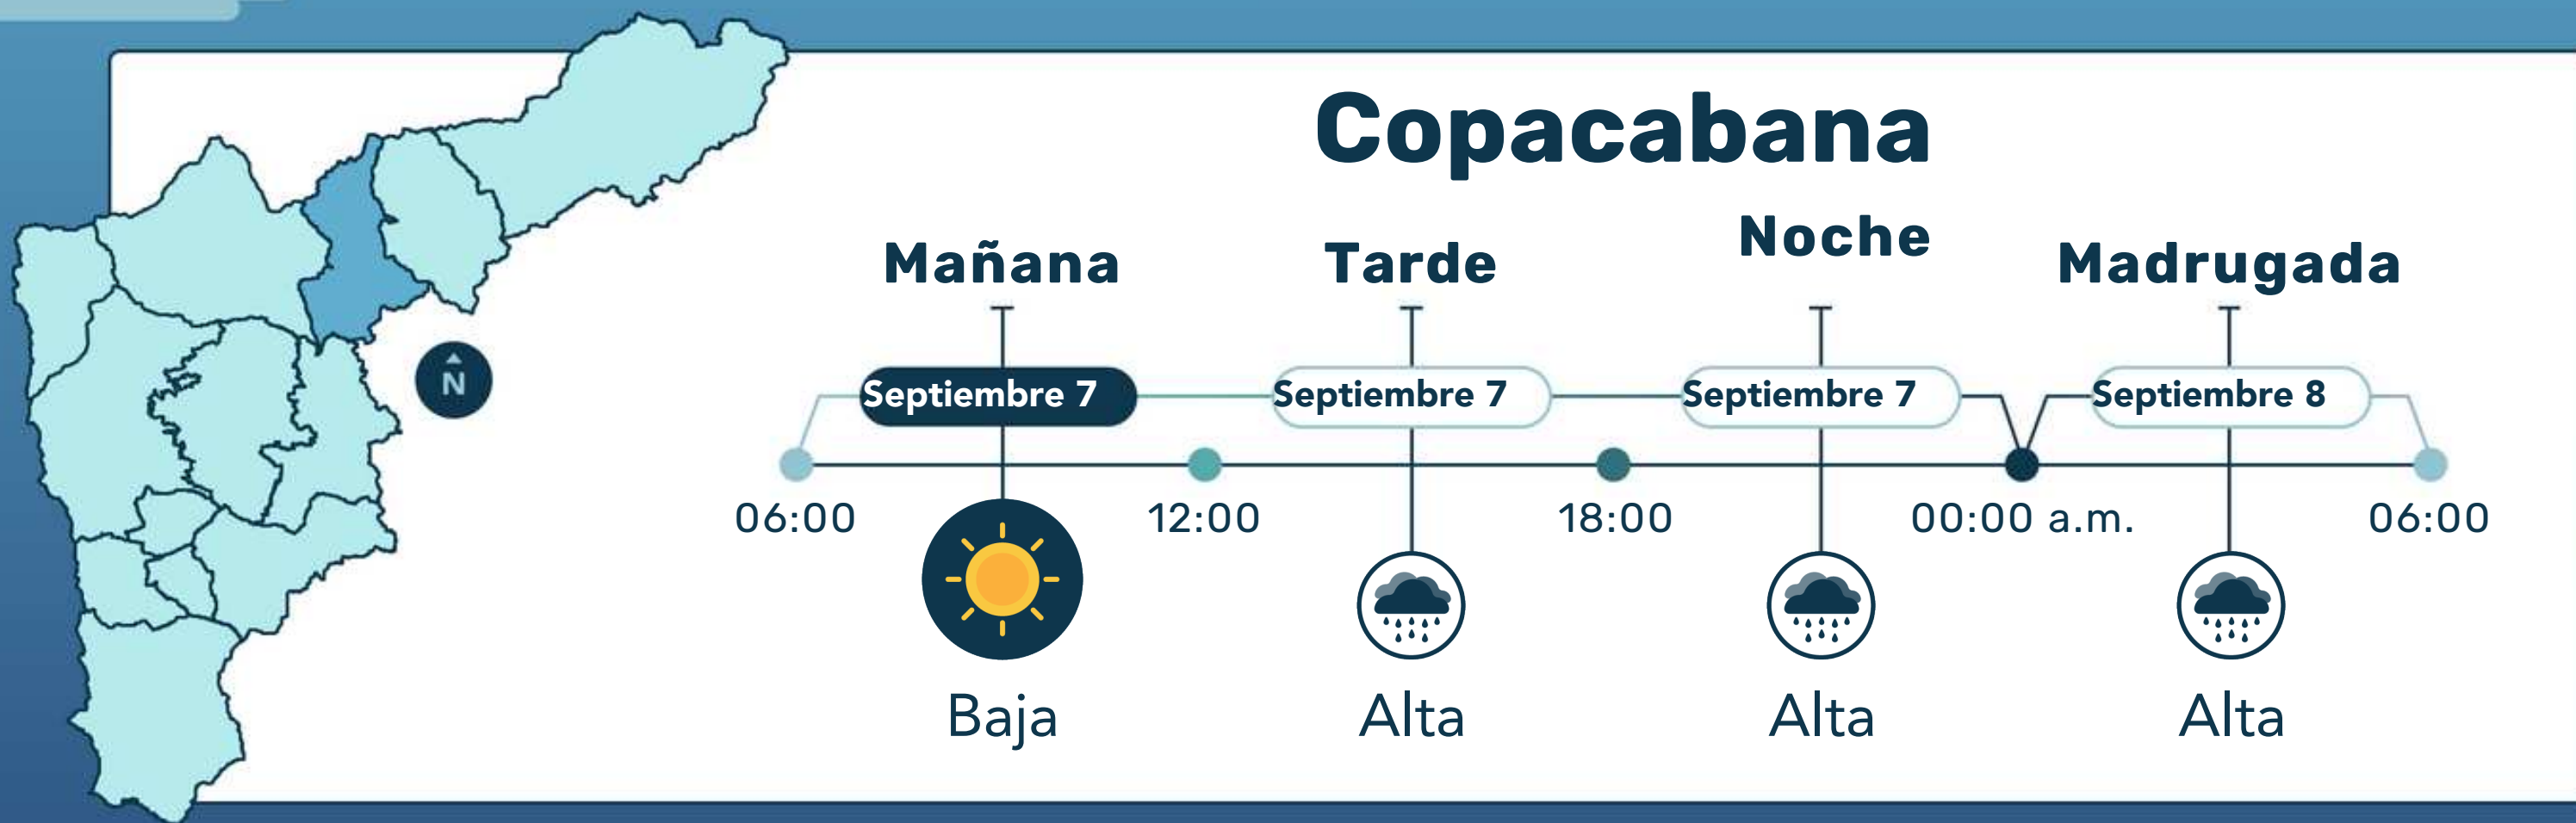 Copacabana
Mañana
Tarde
Noche
Madrugada
Septiembre 7
Septiembre 7
Septiembre 7
Septiembre 8
N
06:00
12:00
18:00
00:00 a.m.
06:00
Baja
Alta
Alta
Alta